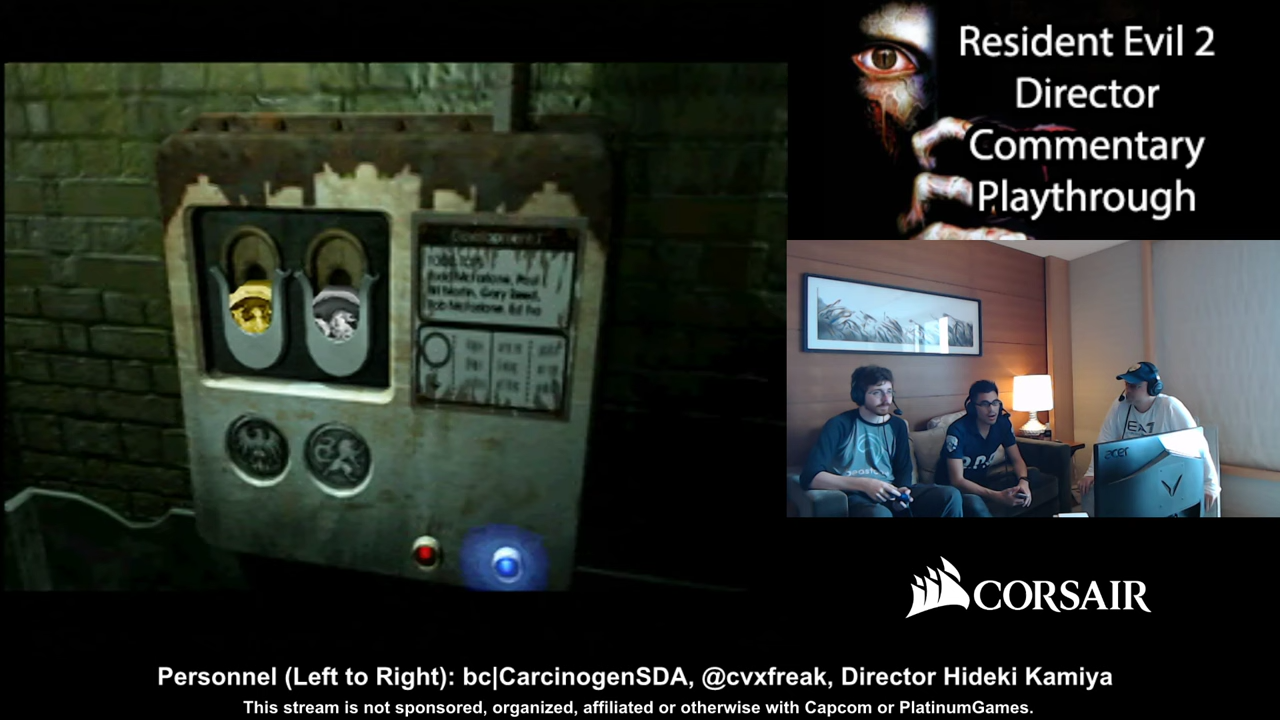 Resident Evil 2
Director
Commentary
Playthrough
acer
CORSAIR
Personnel (Left to Right): bc|CarcinogenSDA, @cvxfreak, Director Hideki Kamiya
This stream is not sponsored, organized, affiliated or otherwise with Capcom or PlatinumGames.